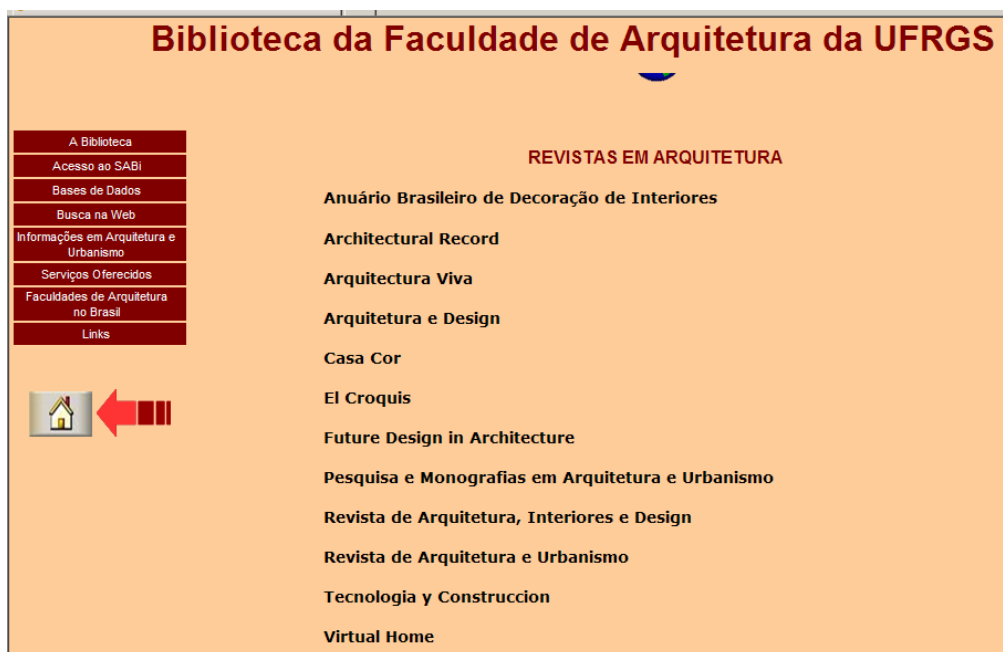 Biblioteca da Faculdade de Arquitetura da UFRGS
A Biblioteca
Acesso ao SABi
Bases de Dados
Busca na Web
Informações em Arquitetura e
Urbanismo
Serviços Oferecidos
Faculdades de Arquitetura
no Brasil
Links
REVISTAS EM ARQUITETURA
Anuário Brasileiro de Decoração de Interiores
Architectural Record
Arquitectura Viva
Arquitetura e Design
Casa Cor
El Croquis
Future Design in Architecture
Pesquisa e Monografias em Arquitetura e Urbanismo
Revista de Arquitetura, Interiores e Design
Revista de Arquitetura e Urbanismo
Tecnologia y Construccion
Virtual Home